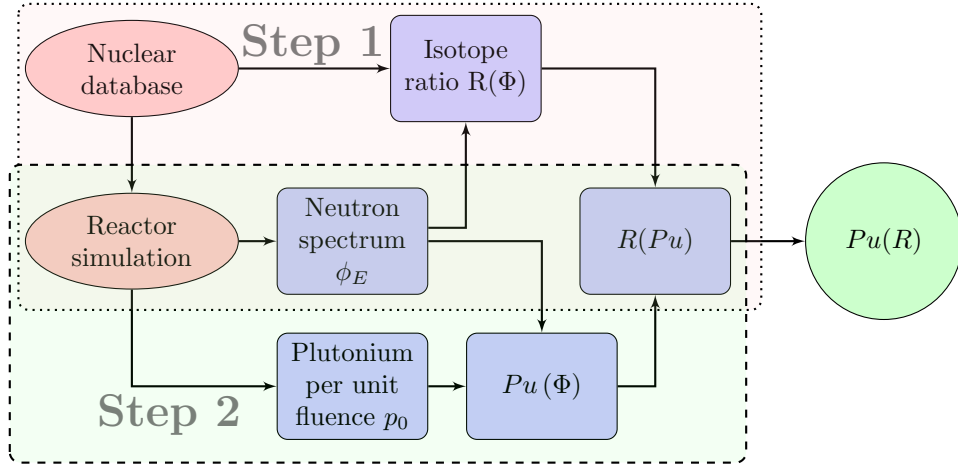 Step 1
Nuclear
database
Isotope
ratio R(Φ)
Reactor
simulation
Neutron
spectrum
ϕ_E
R(Pu)
Pu(R)
Plutonium
per unit
fluence p₀
Pu (Φ)
Step 2